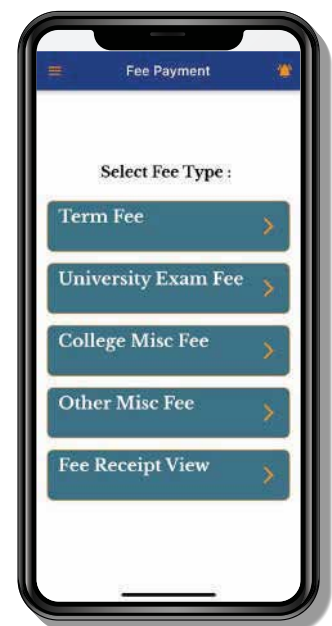 Fee Payment
Select Fee Type :
Term Fee
University Exam Fee
College Misc Fee
Other Misc Fee
Fee Receipt View